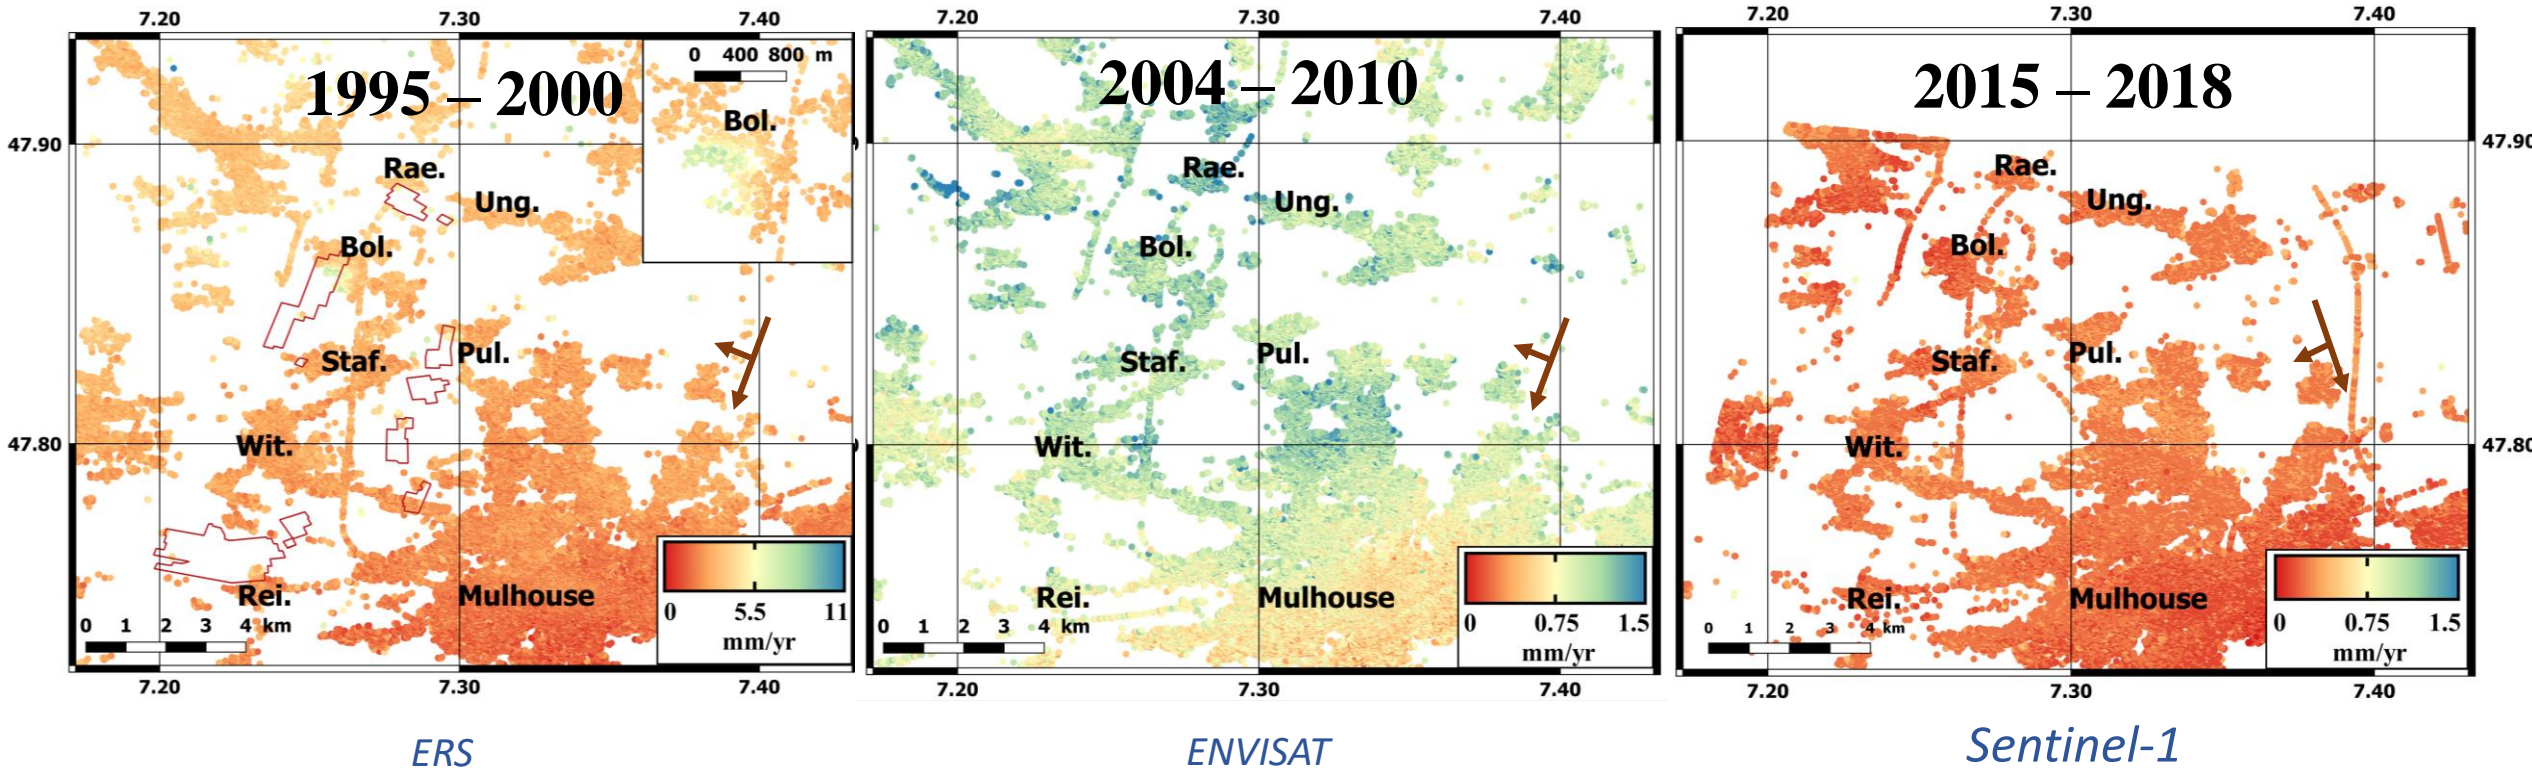 7.20 7.30 7.40
0 400 800 m
1995 – 2000
Bol.
47.90
Rae.
Ung.
Bol.
Staf.
Pul.
47.80
Wit.
Rei.
Mulhouse
0 1 2 3 4 km
0 5.5 11
mm/yr
7.20 7.30 7.40
ERS
7.20 7.30 7.40
2004 – 2010
Rae.
Ung.
Bol.
Staf.
Pul.
Wit.
Rei.
Mulhouse
0 1 2 3 4 km
0 0.75 1.5
mm/yr
7.20 7.30 7.40
ENVISAT
7.20 7.30 7.40
2015 – 2018
47.90
Rae.
Ung.
Bol.
Staf.
Pul.
47.80
Wit.
Rei.
Mulhouse
0 1 2 3 4 km
0 0.75 1.5
mm/yr
7.20 7.30 7.40
Sentinel-1